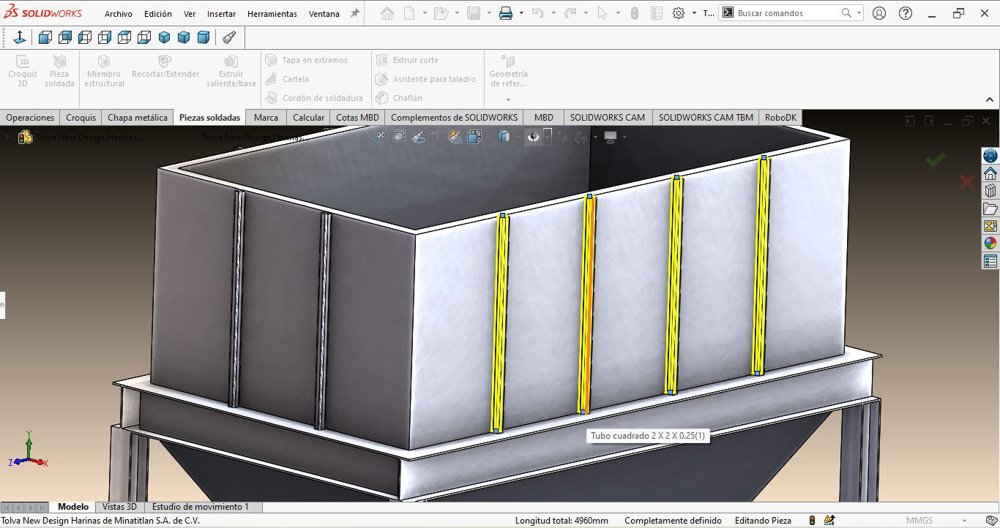 SOLIDWORKS Archivo Edición Ver Insertar Herramientas Ventana T... Buscar comandos
3D Croquis 3D
Pieza soldada
Miembro estructural
Recortar/Extender
Extruir saliente/base
Tapa en extremos
Cartela
Cordón de soldadura
Extruir corte
Asistente para taladro
Chaflán
Geometría de refer...
Operaciones Croquis Chapa metálica Piezas soldadas Marca Calcular Cotas MBD Complementos de SOLIDWORKS MBD SOLIDWORKS CAM SOLIDWORKS CAM TBM RoboDK
Tolva New Design Harinas... Tolva New Design Harinas...
Tubo cuadrado 2 X 2 X 0.25(1)
Y
Z X
Modelo Vistas 3D Estudio de movimiento 1
Tolva New Design Harinas de Minatitlan S.A. de C.V. Longitud total: 4960mm Completamente definido Editando Pieza MMGS